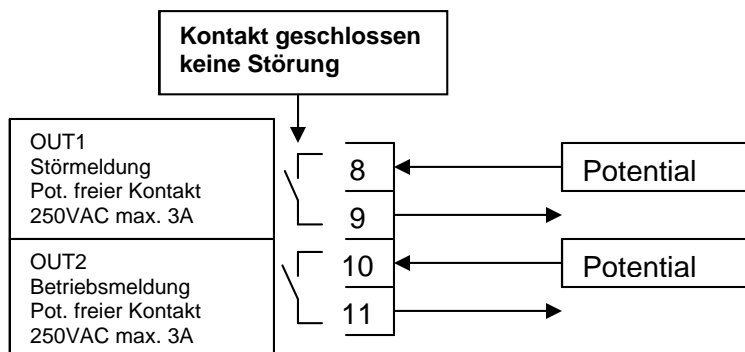 Kontakt geschlossen
keine Störung
OUT1
Störmeldung
Pot. freier Kontakt
250VAC max. 3A
8
Potential
9
OUT2
Betriebsmeldung
Pot. freier Kontakt
250VAC max. 3A
10
Potential
11